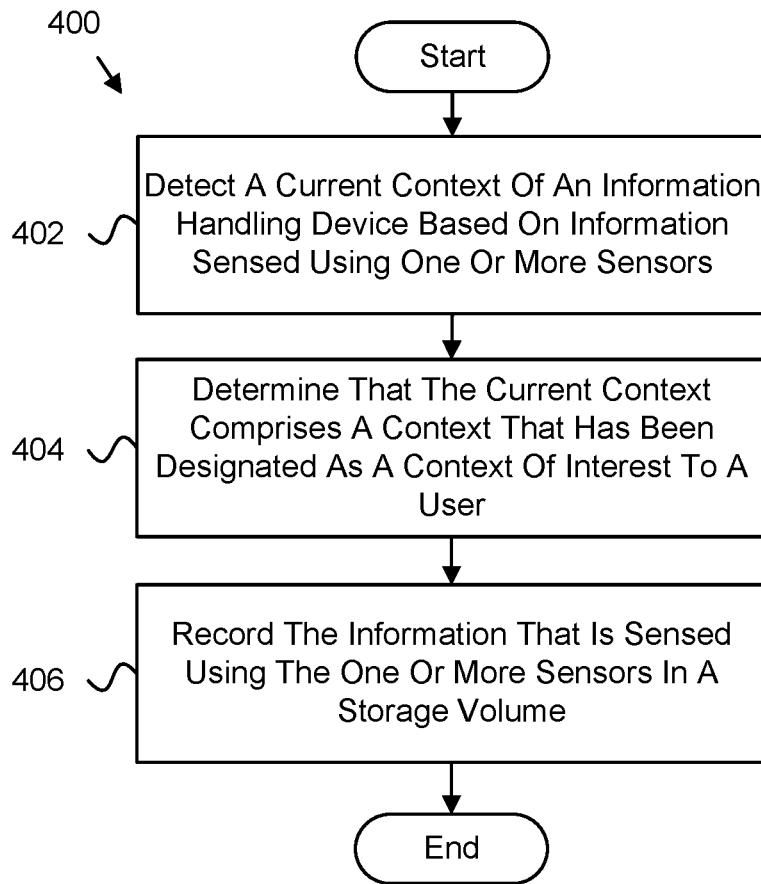 400
Start
Detect A Current Context Of An Information
Handling Device Based On Information
Sensed Using One Or More Sensors
402
Determine That The Current Context
Comprises A Context That Has Been
Designated As A Context Of Interest To A
User
404
Record The Information That Is Sensed
Using The One Or More Sensors In A
Storage Volume
406
End